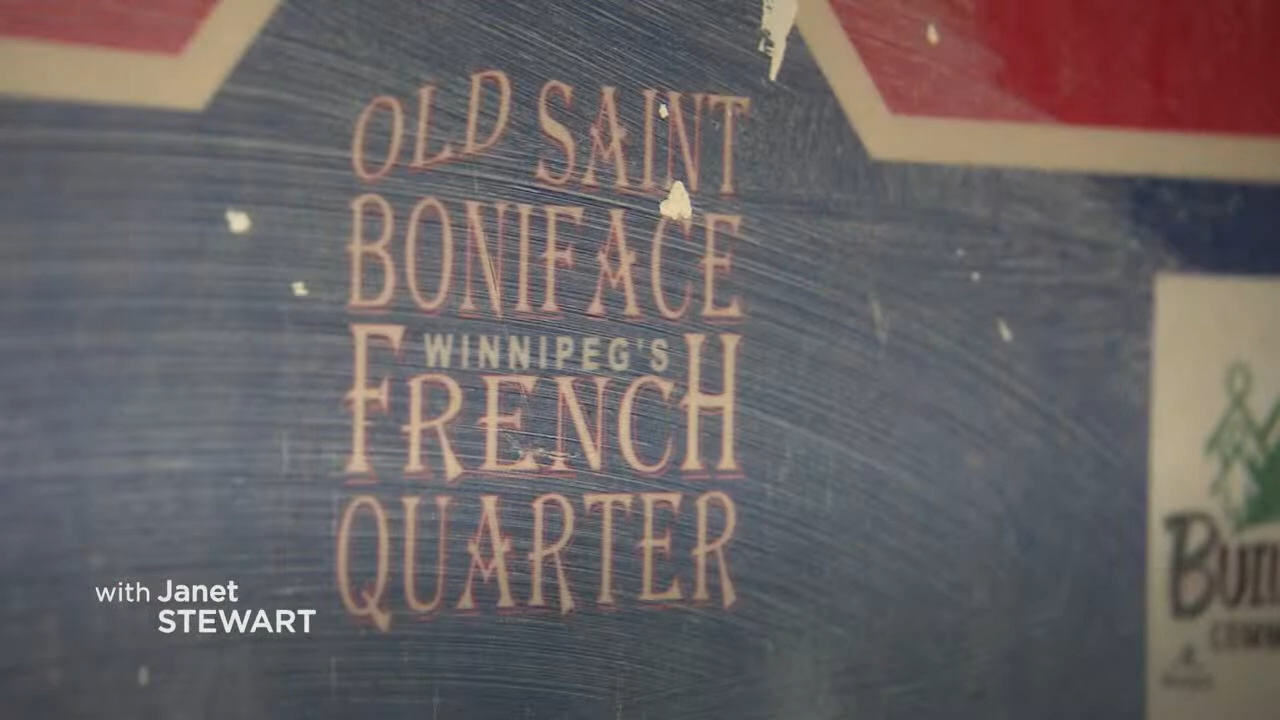 OLD SAINT
BONIFACE
WINNIPEG'S
FRENCH
QUARTER
with Janet
STEWART